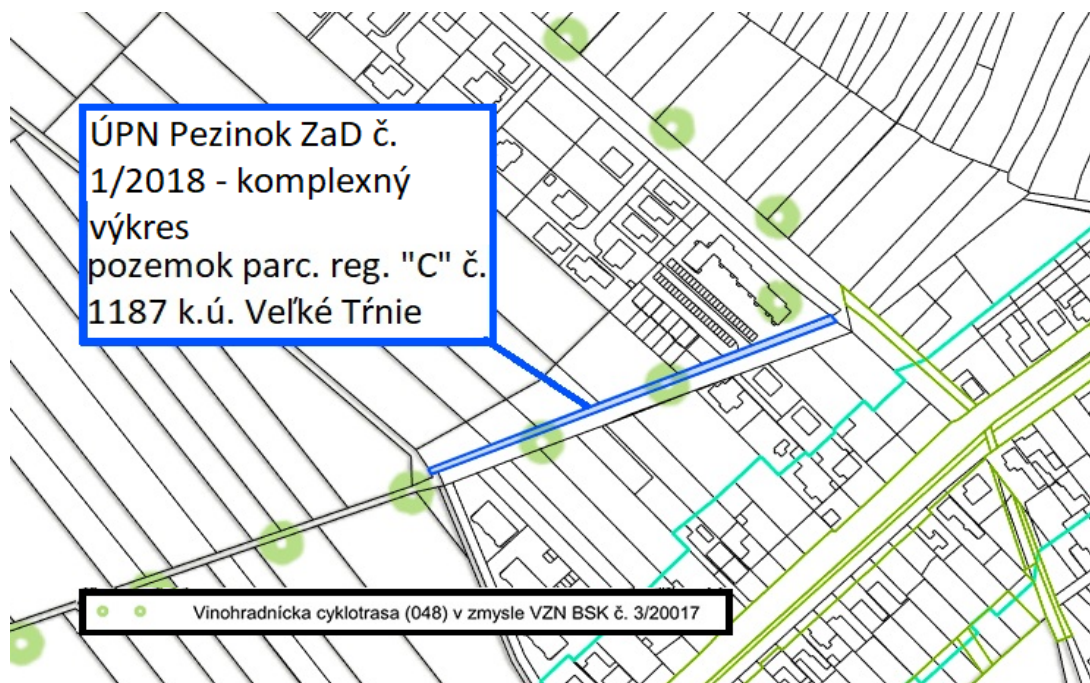 ÚPN Pezinok ZaD č.
1/2018 - komplexný
výkres
pozemok parc. reg. "C" č.
1187 k.ú. Veľké Tŕnie
Vinohradnícka cyklotrasa (048) v zmysle VZN BSK č. 3/20017